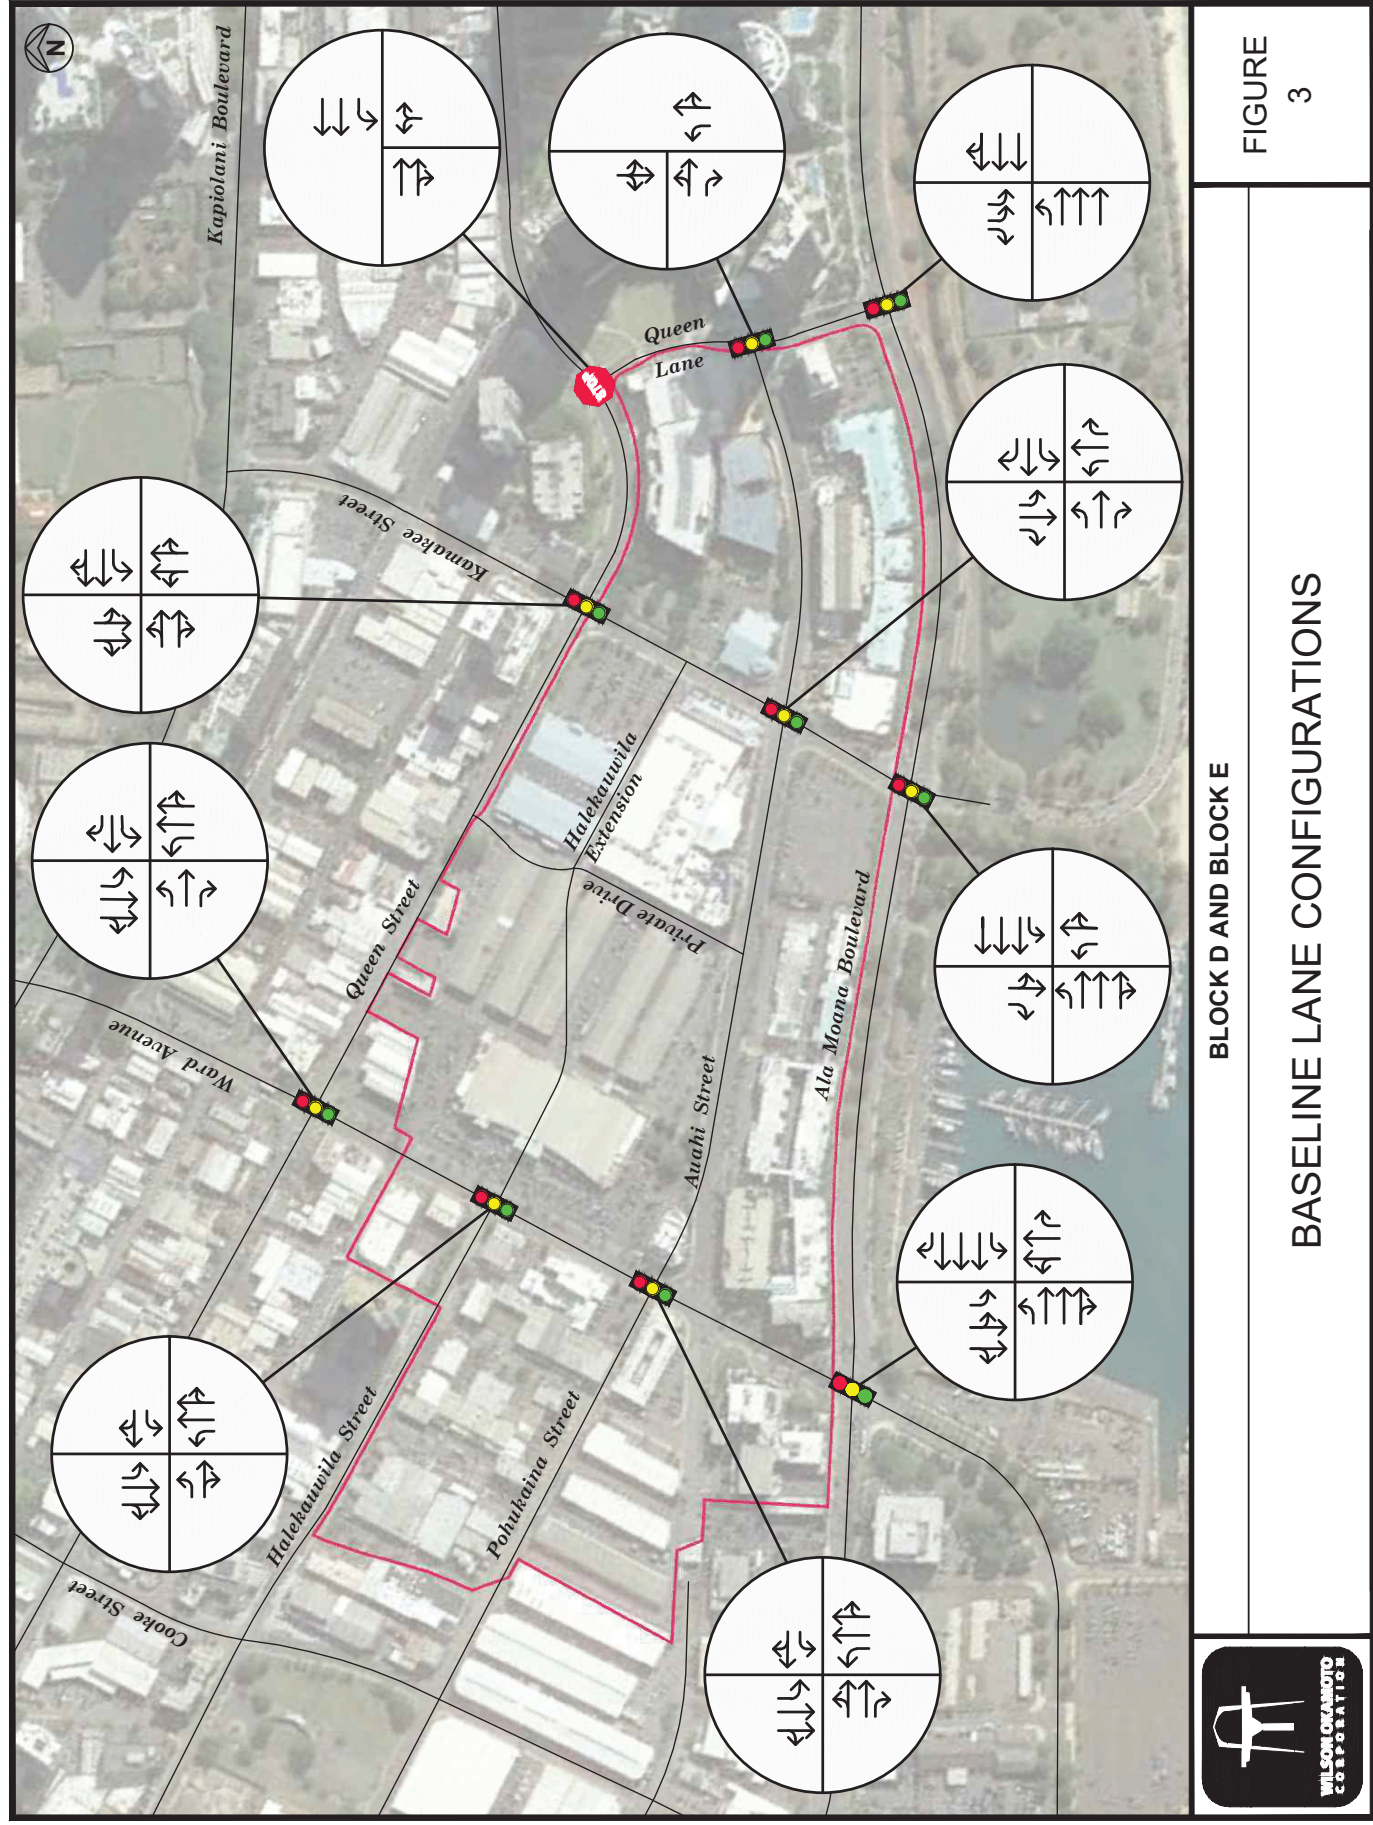 N
Kapiolani Boulevard
Kamakee Street
Queen
Lane
STOP
Halekauwila
Extension
Private Drive
Queen Street
Ward Avenue
Ala Moana Boulevard
Auahi Street
Halekauwila Street
Pohukaina Street
Cooke Street
WILSON OKAMOTO
CORPORATION
BLOCK D AND BLOCK E
BASELINE LANE CONFIGURATIONS
FIGURE
3